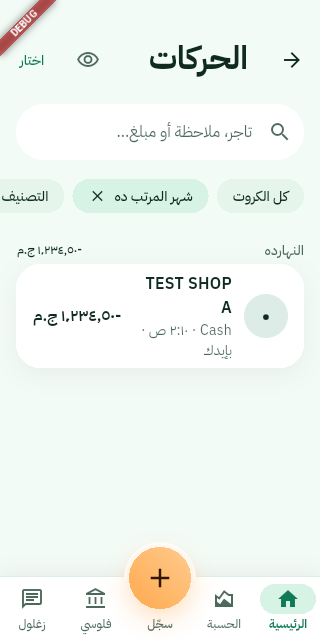 DEBUG
الحركات
اختار
تاجر، ملاحظة أو مبلغ...
كل الكروت
شهر المرتب ده
التصنيف
النهارده
-١,٢٣٤,٥٠ ج.م
TEST SHOP
A
Cash · ٢:١٠ ص ·
بإيدك
-١,٢٣٤,٥٠ ج.م
الرئيسية
الحسبة
سجّل
فلوسي
زغلول